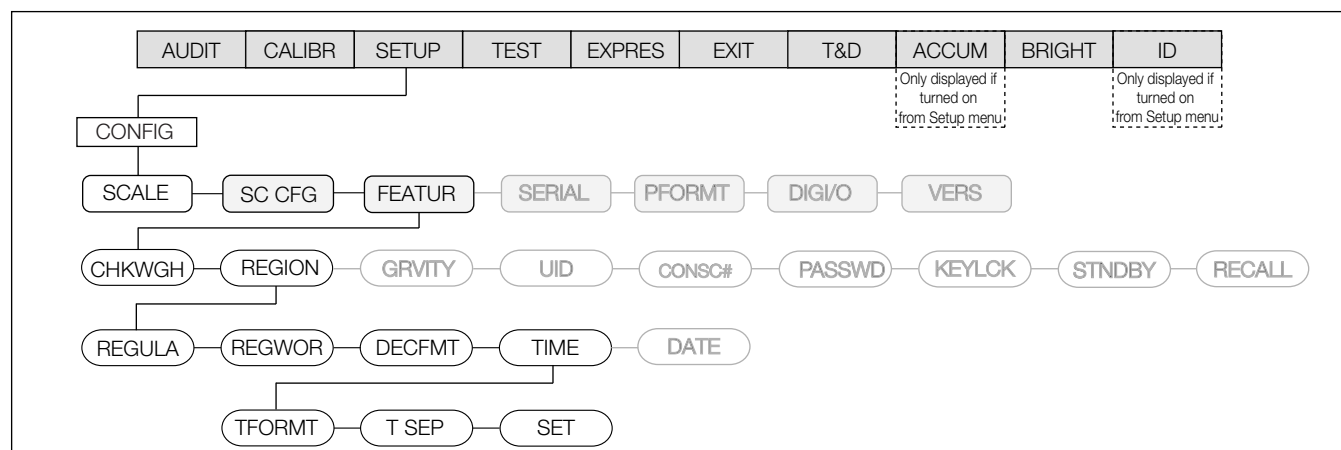 AUDIT CALIBR SETUP TEST EXPRES EXIT T&D ACCUM BRIGHT ID
Only displayed if
turned on
from Setup menu
Only displayed if
turned on
from Setup menu
CONFIG
SCALE SC CFG FEATUR SERIAL PFORMT DIGI/O VERS
CHKWGH REGION GRVITY UID CONSC# PASSWD KEYLCK STNDBY RECALL
REGULA REGWOR DECFMT TIME DATE
TFORMT T SEP SET